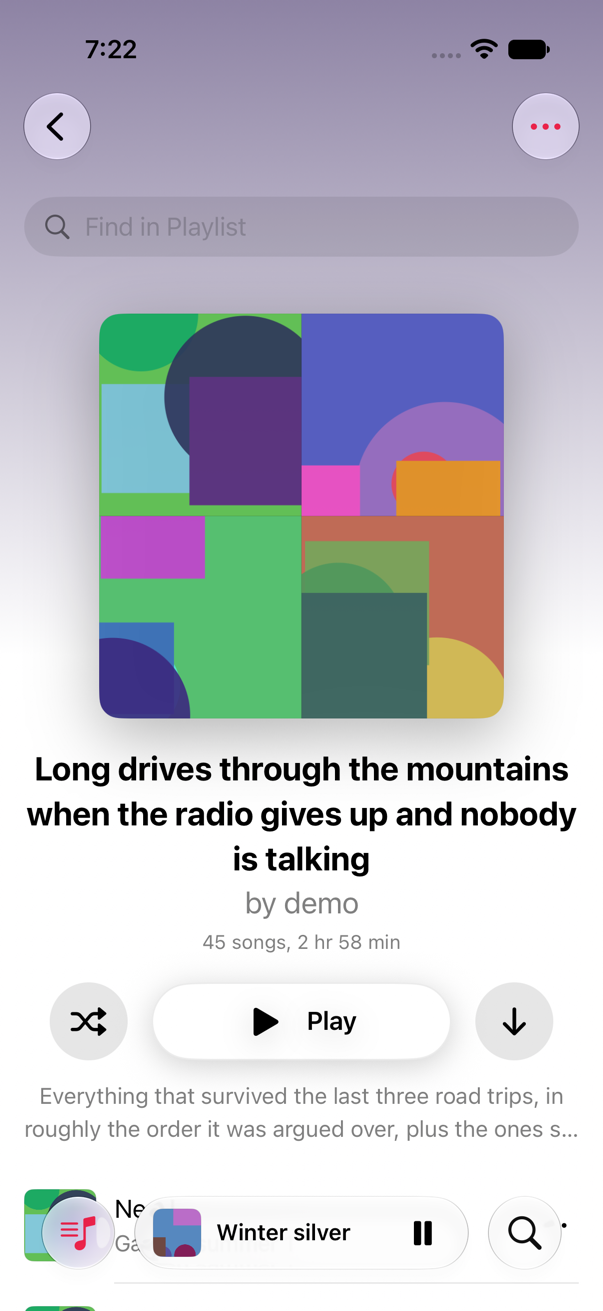 7:22
Find in Playlist
Long drives through the mountains
when the radio gives up and nobody
is talking
by demo
45 songs, 2 hr 58 min
Play
Everything that survived the last three road trips, in
roughly the order it was argued over, plus the ones s...
Winter silver